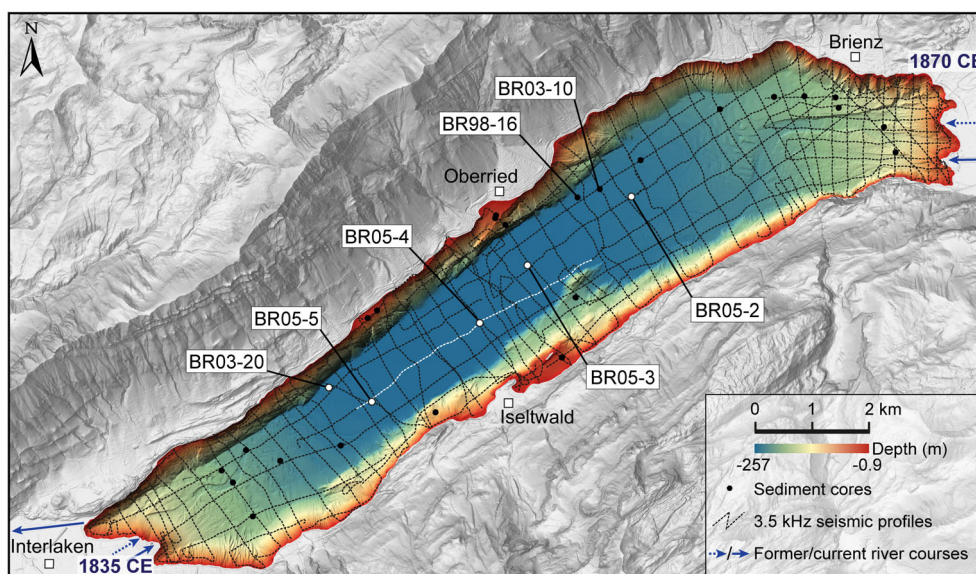 N
Brienz
1870 CE
BR03-10
BR98-16
Oberried
BR05-4
BR05-5
BR05-2
BR03-20
BR05-3
Iseltwald
0 1 2 km
Depth (m)
-257 -0.9
Sediment cores
3.5 kHz seismic profiles
Former/current river courses
Interlaken
1835 CE